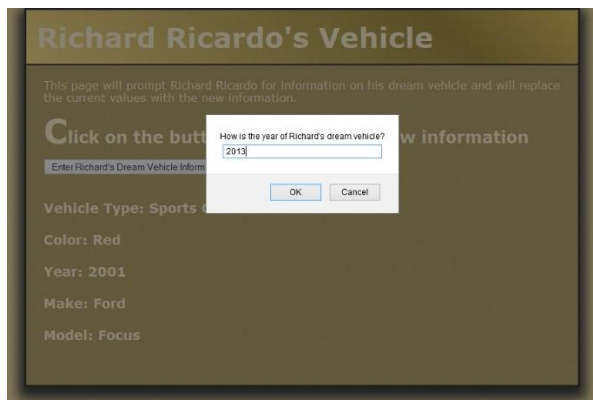 Richard Ricardo's Vehicle
This page will prompt Richard Ricardo for information on his dream vehicle and will replace
the current values with the new information.
Click on the butt w information
Enter Richard's Dream Vehicle Inform
How is the year of Richard's dream vehicle?
2013
OK Cancel
Vehicle Type: Sports
Color: Red
Year: 2001
Make: Ford
Model: Focus